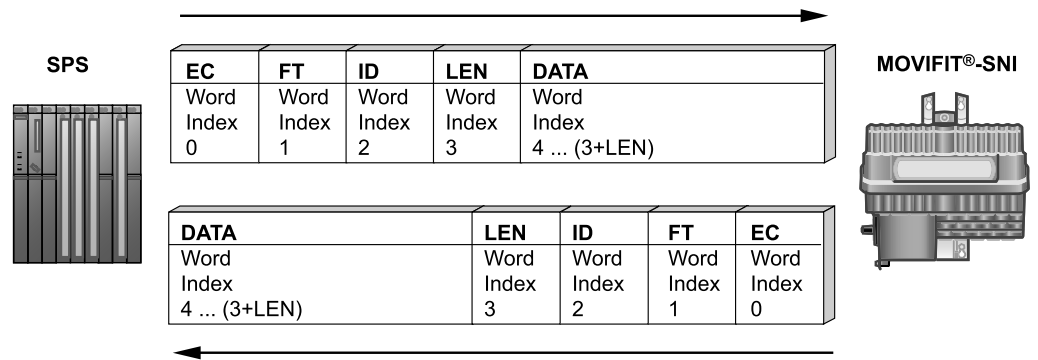 SPS
MOVIFIT®-SNI
EC FT ID LEN DATA
Word Word Word Word Word
Index Index Index Index Index
0 1 2 3 4 ... (3+LEN)
DATA LEN ID FT EC
Word Word Word Word Word
Index Index Index Index Index
4 ... (3+LEN) 3 2 1 0